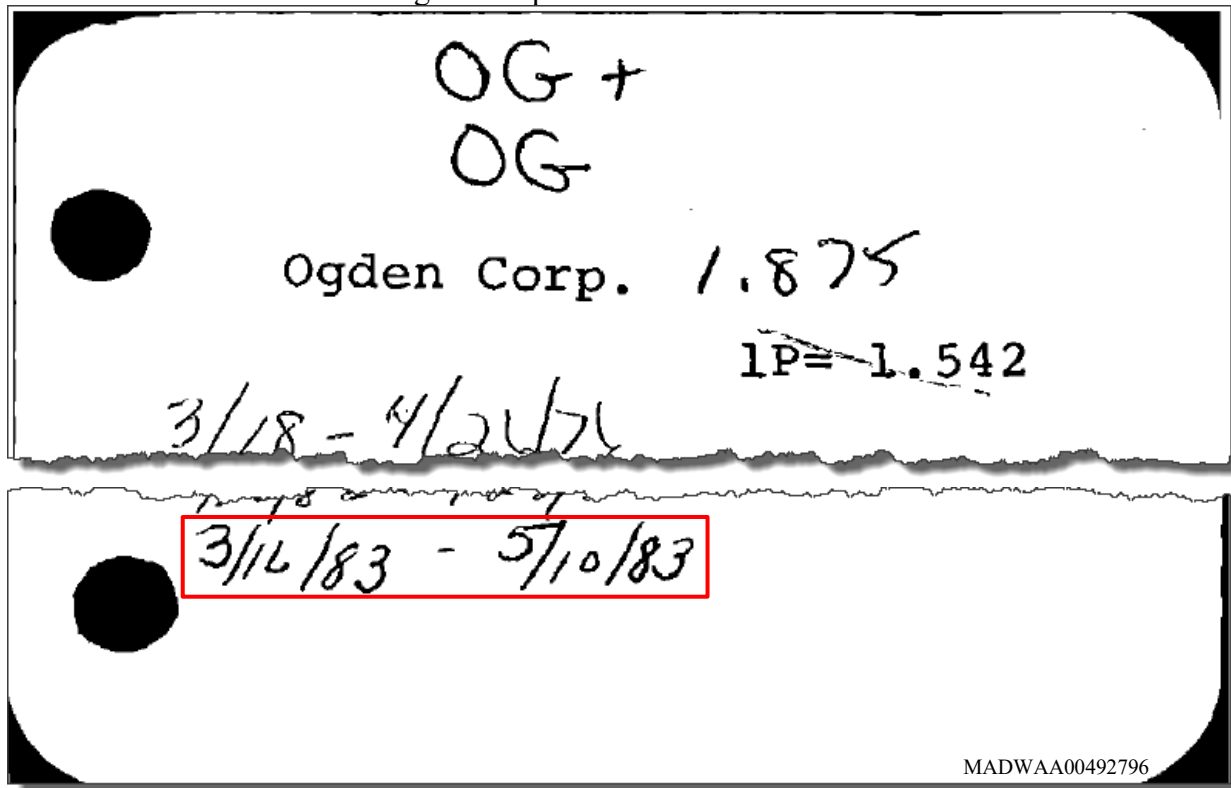 OG +
OG
Ogden Corp. 1.875
1P= 1.542
3/18 - 4/26/76
3/16/83 - 5/10/83
MADWAA00492796